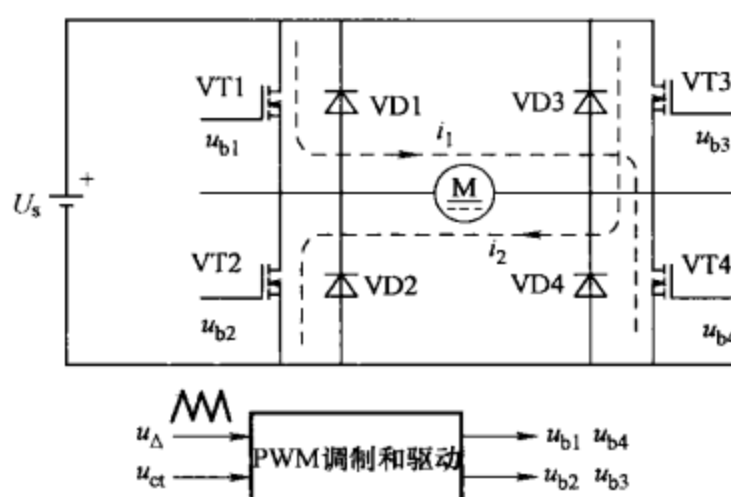 VT1 VD1 VD3 VT3
u_b1 i_1 u_b3
U_s + M
VT2 i_2 VT4
VD2 VD4
u_b2 u_b4
u_Δ PWM调制和驱动 u_b1 u_b4
u_ct u_b2 u_b3